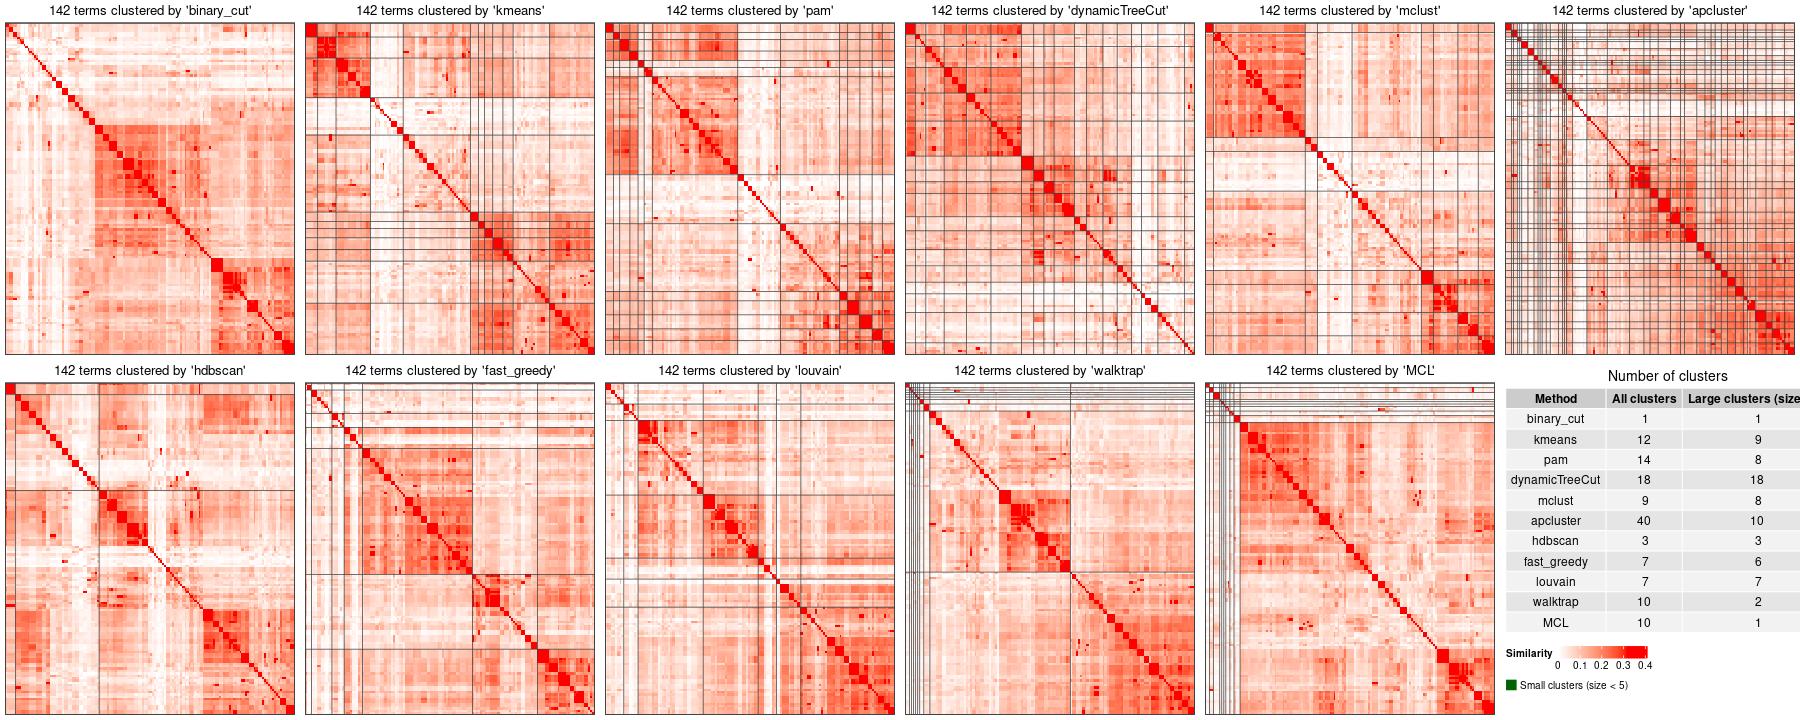 142 terms clustered by 'binary_cut'
142 terms clustered by 'kmeans'
142 terms clustered by 'pam'
142 terms clustered by 'dynamicTreeCut'
142 terms clustered by 'mclust'
142 terms clustered by 'apcluster'
142 terms clustered by 'hdbscan'
142 terms clustered by 'fast_greedy'
142 terms clustered by 'louvain'
142 terms clustered by 'walktrap'
142 terms clustered by 'MCL'
Number of clusters
Method All clusters Large clusters (size
binary_cut 1 1
kmeans 12 9
pam 14 8
dynamicTreeCut 18 18
mclust 9 8
apcluster 40 10
hdbscan 3 3
fast_greedy 7 6
louvain 7 7
walktrap 10 2
MCL 10 1
Similarity
0 0.1 0.2 0.3 0.4
Small clusters (size < 5)